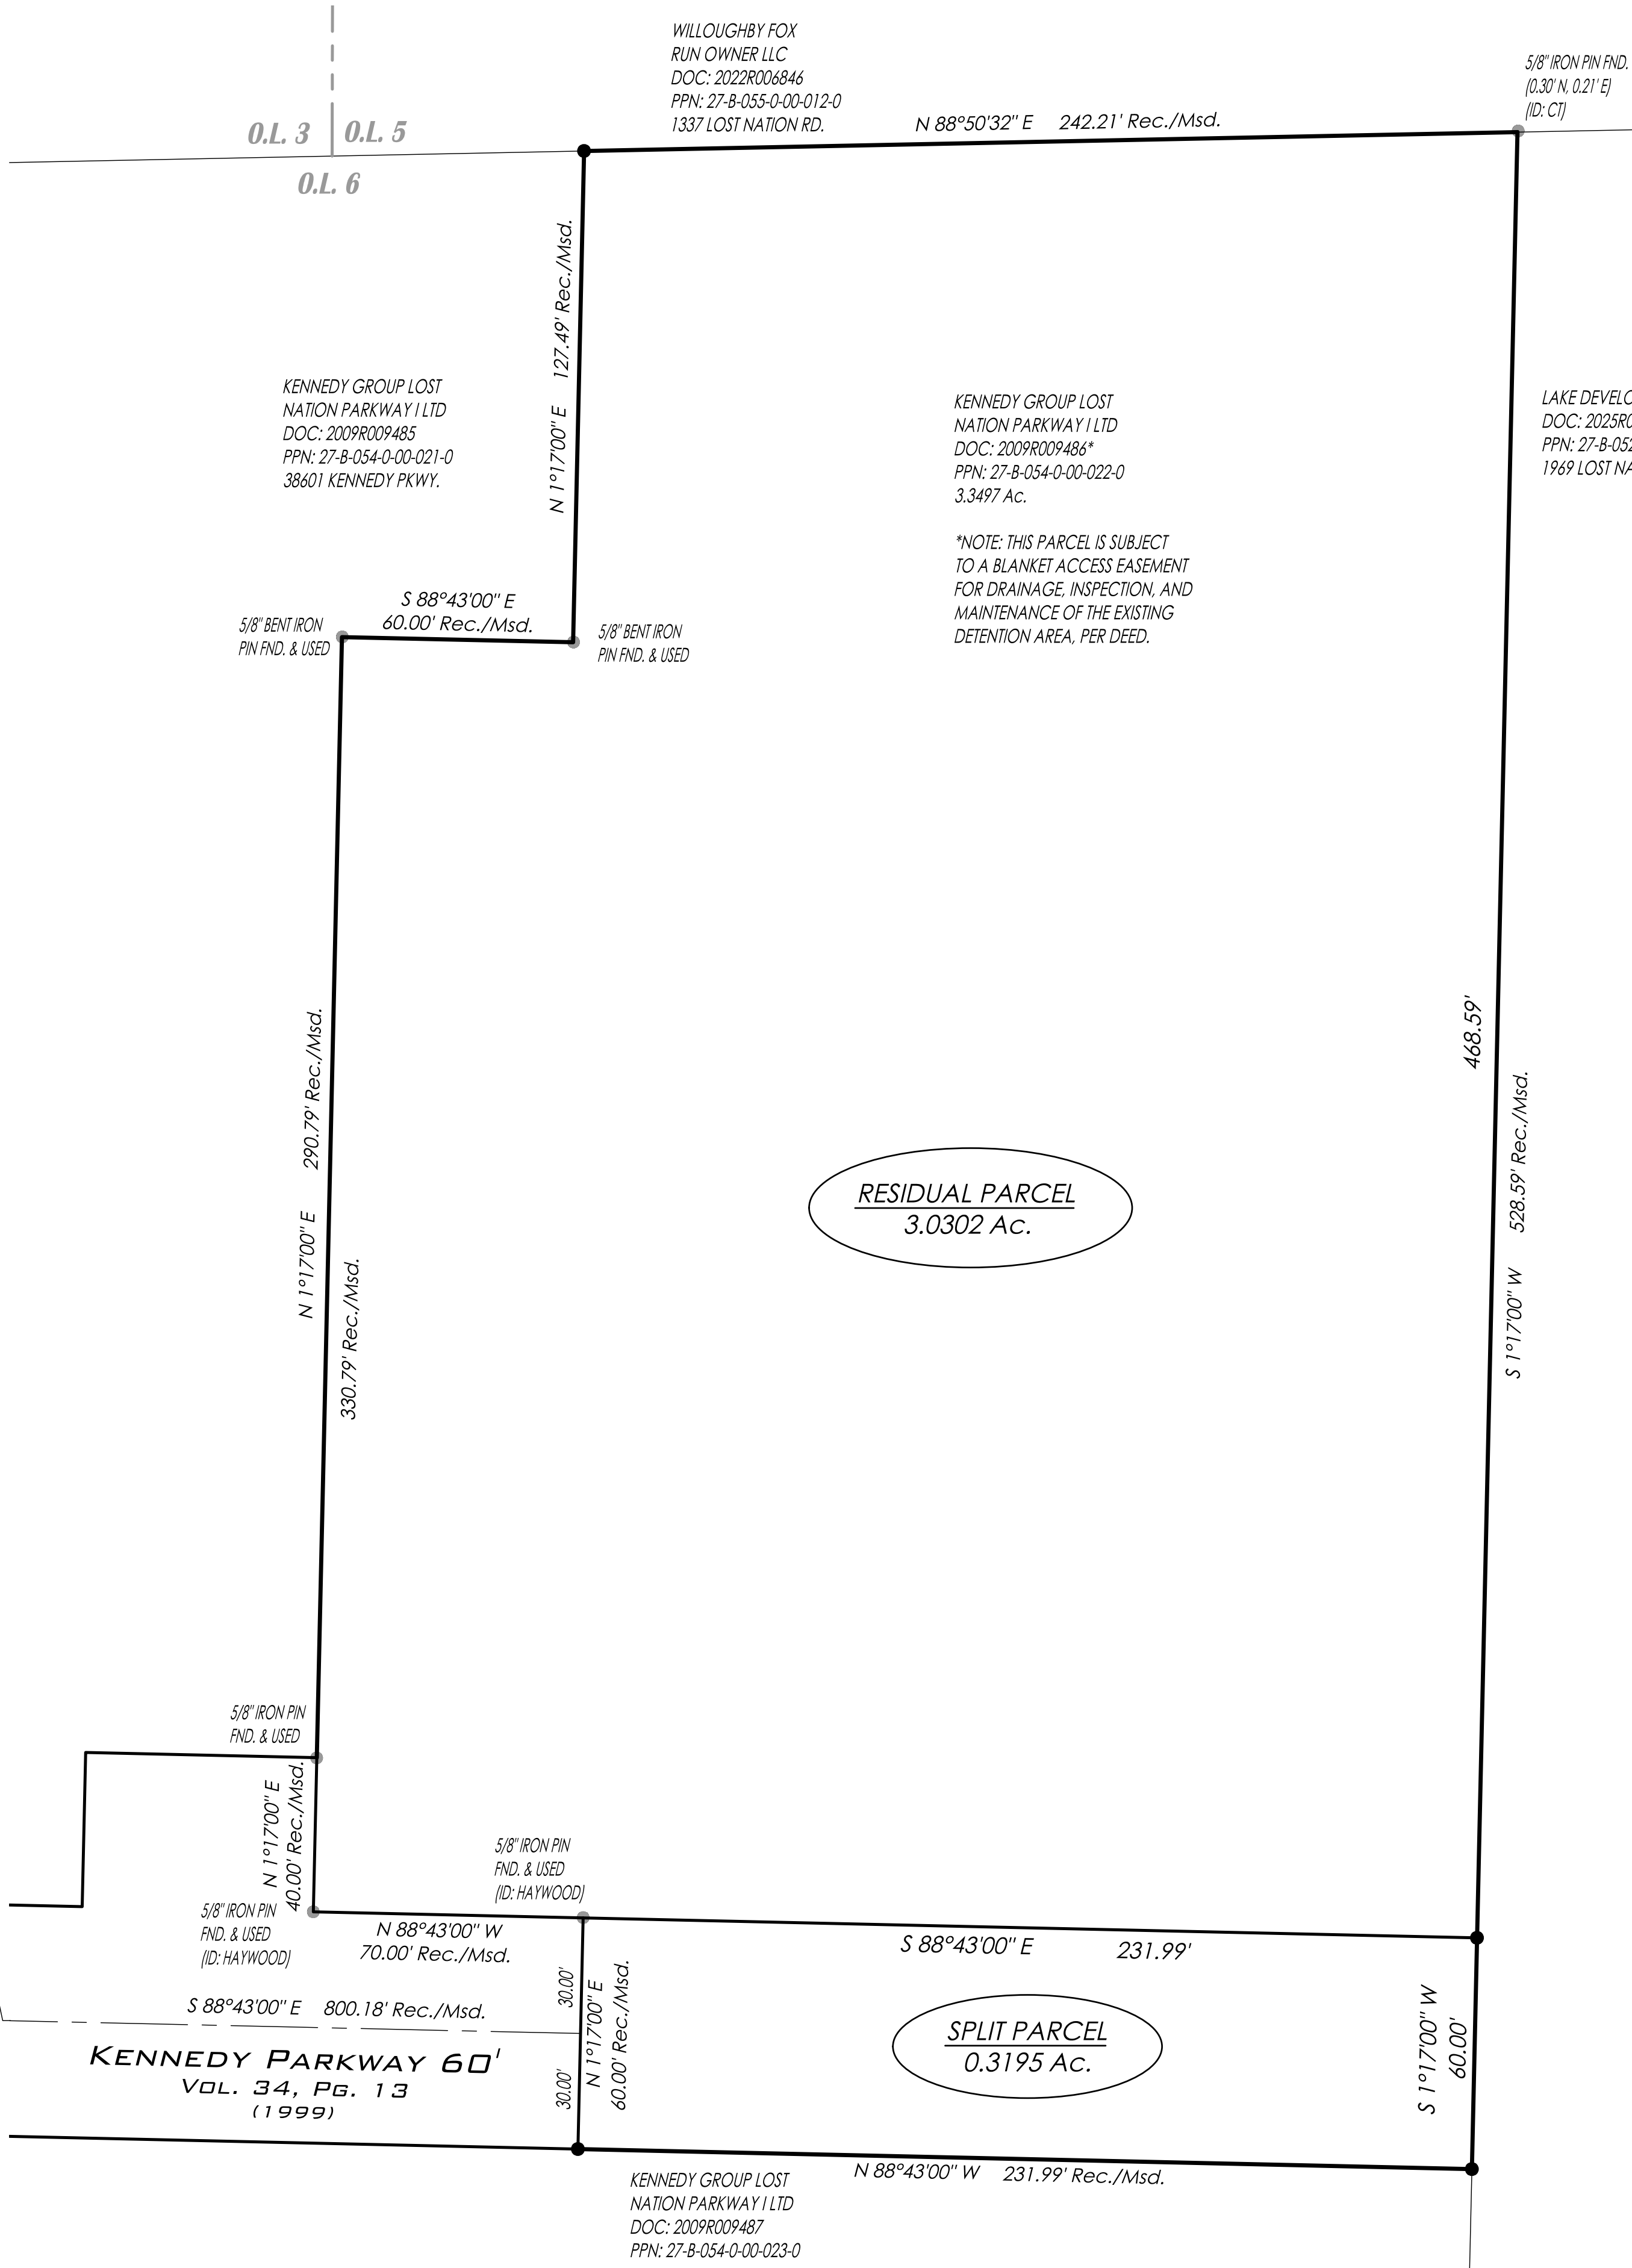 WILLOUGHBY FOX
RUN OWNER LLC
DOC: 2022R006846
PPN: 27-B-055-0-00-012-0
1337 LOST NATION RD.
N 88°50'32" E 242.21' Rec./Msd.
5/8" IRON PIN FND.
(0.30' N, 0.21' E)
(ID: CT)
O.L. 3
O.L. 5
O.L. 6
N 1°17'00" E 127.49' Rec./Msd.
KENNEDY GROUP LOST
NATION PARKWAY I LTD
DOC: 2009R009485
PPN: 27-B-054-0-00-021-0
38601 KENNEDY PKWY.
KENNEDY GROUP LOST
NATION PARKWAY I LTD
DOC: 2009R009486*
PPN: 27-B-054-0-00-022-0
3.3497 Ac.
*NOTE: THIS PARCEL IS SUBJECT
TO A BLANKET ACCESS EASEMENT
FOR DRAINAGE, INSPECTION, AND
MAINTENANCE OF THE EXISTING
DETENTION AREA, PER DEED.
LAKE DEVELO
DOC: 2025R0
PPN: 27-B-052
1969 LOST NA
S 88°43'00" E
60.00' Rec./Msd.
5/8" BENT IRON
PIN FND. & USED
5/8" BENT IRON
PIN FND. & USED
N 1°17'00" E 290.79' Rec./Msd.
330.79' Rec./Msd.
468.59'
S 1°17'00" W 528.59' Rec./Msd.
RESIDUAL PARCEL
3.0302 Ac.
5/8" IRON PIN
FND. & USED
N 1°17'00" E
40.00' Rec./Msd.
5/8" IRON PIN
FND. & USED
(ID: HAYWOOD)
5/8" IRON PIN
FND. & USED
(ID: HAYWOOD)
N 88°43'00" W
70.00' Rec./Msd.
S 88°43'00" E 231.99'
S 88°43'00" E 800.18' Rec./Msd.
KENNEDY PARKWAY 60'
VOL. 34, PG. 13
(1999)
30.00'
30.00'
N 1°17'00" E
60.00' Rec./Msd.
SPLIT PARCEL
0.3195 Ac.
S 1°17'00" W
60.00'
N 88°43'00" W 231.99' Rec./Msd.
KENNEDY GROUP LOST
NATION PARKWAY I LTD
DOC: 2009R009487
PPN: 27-B-054-0-00-023-0